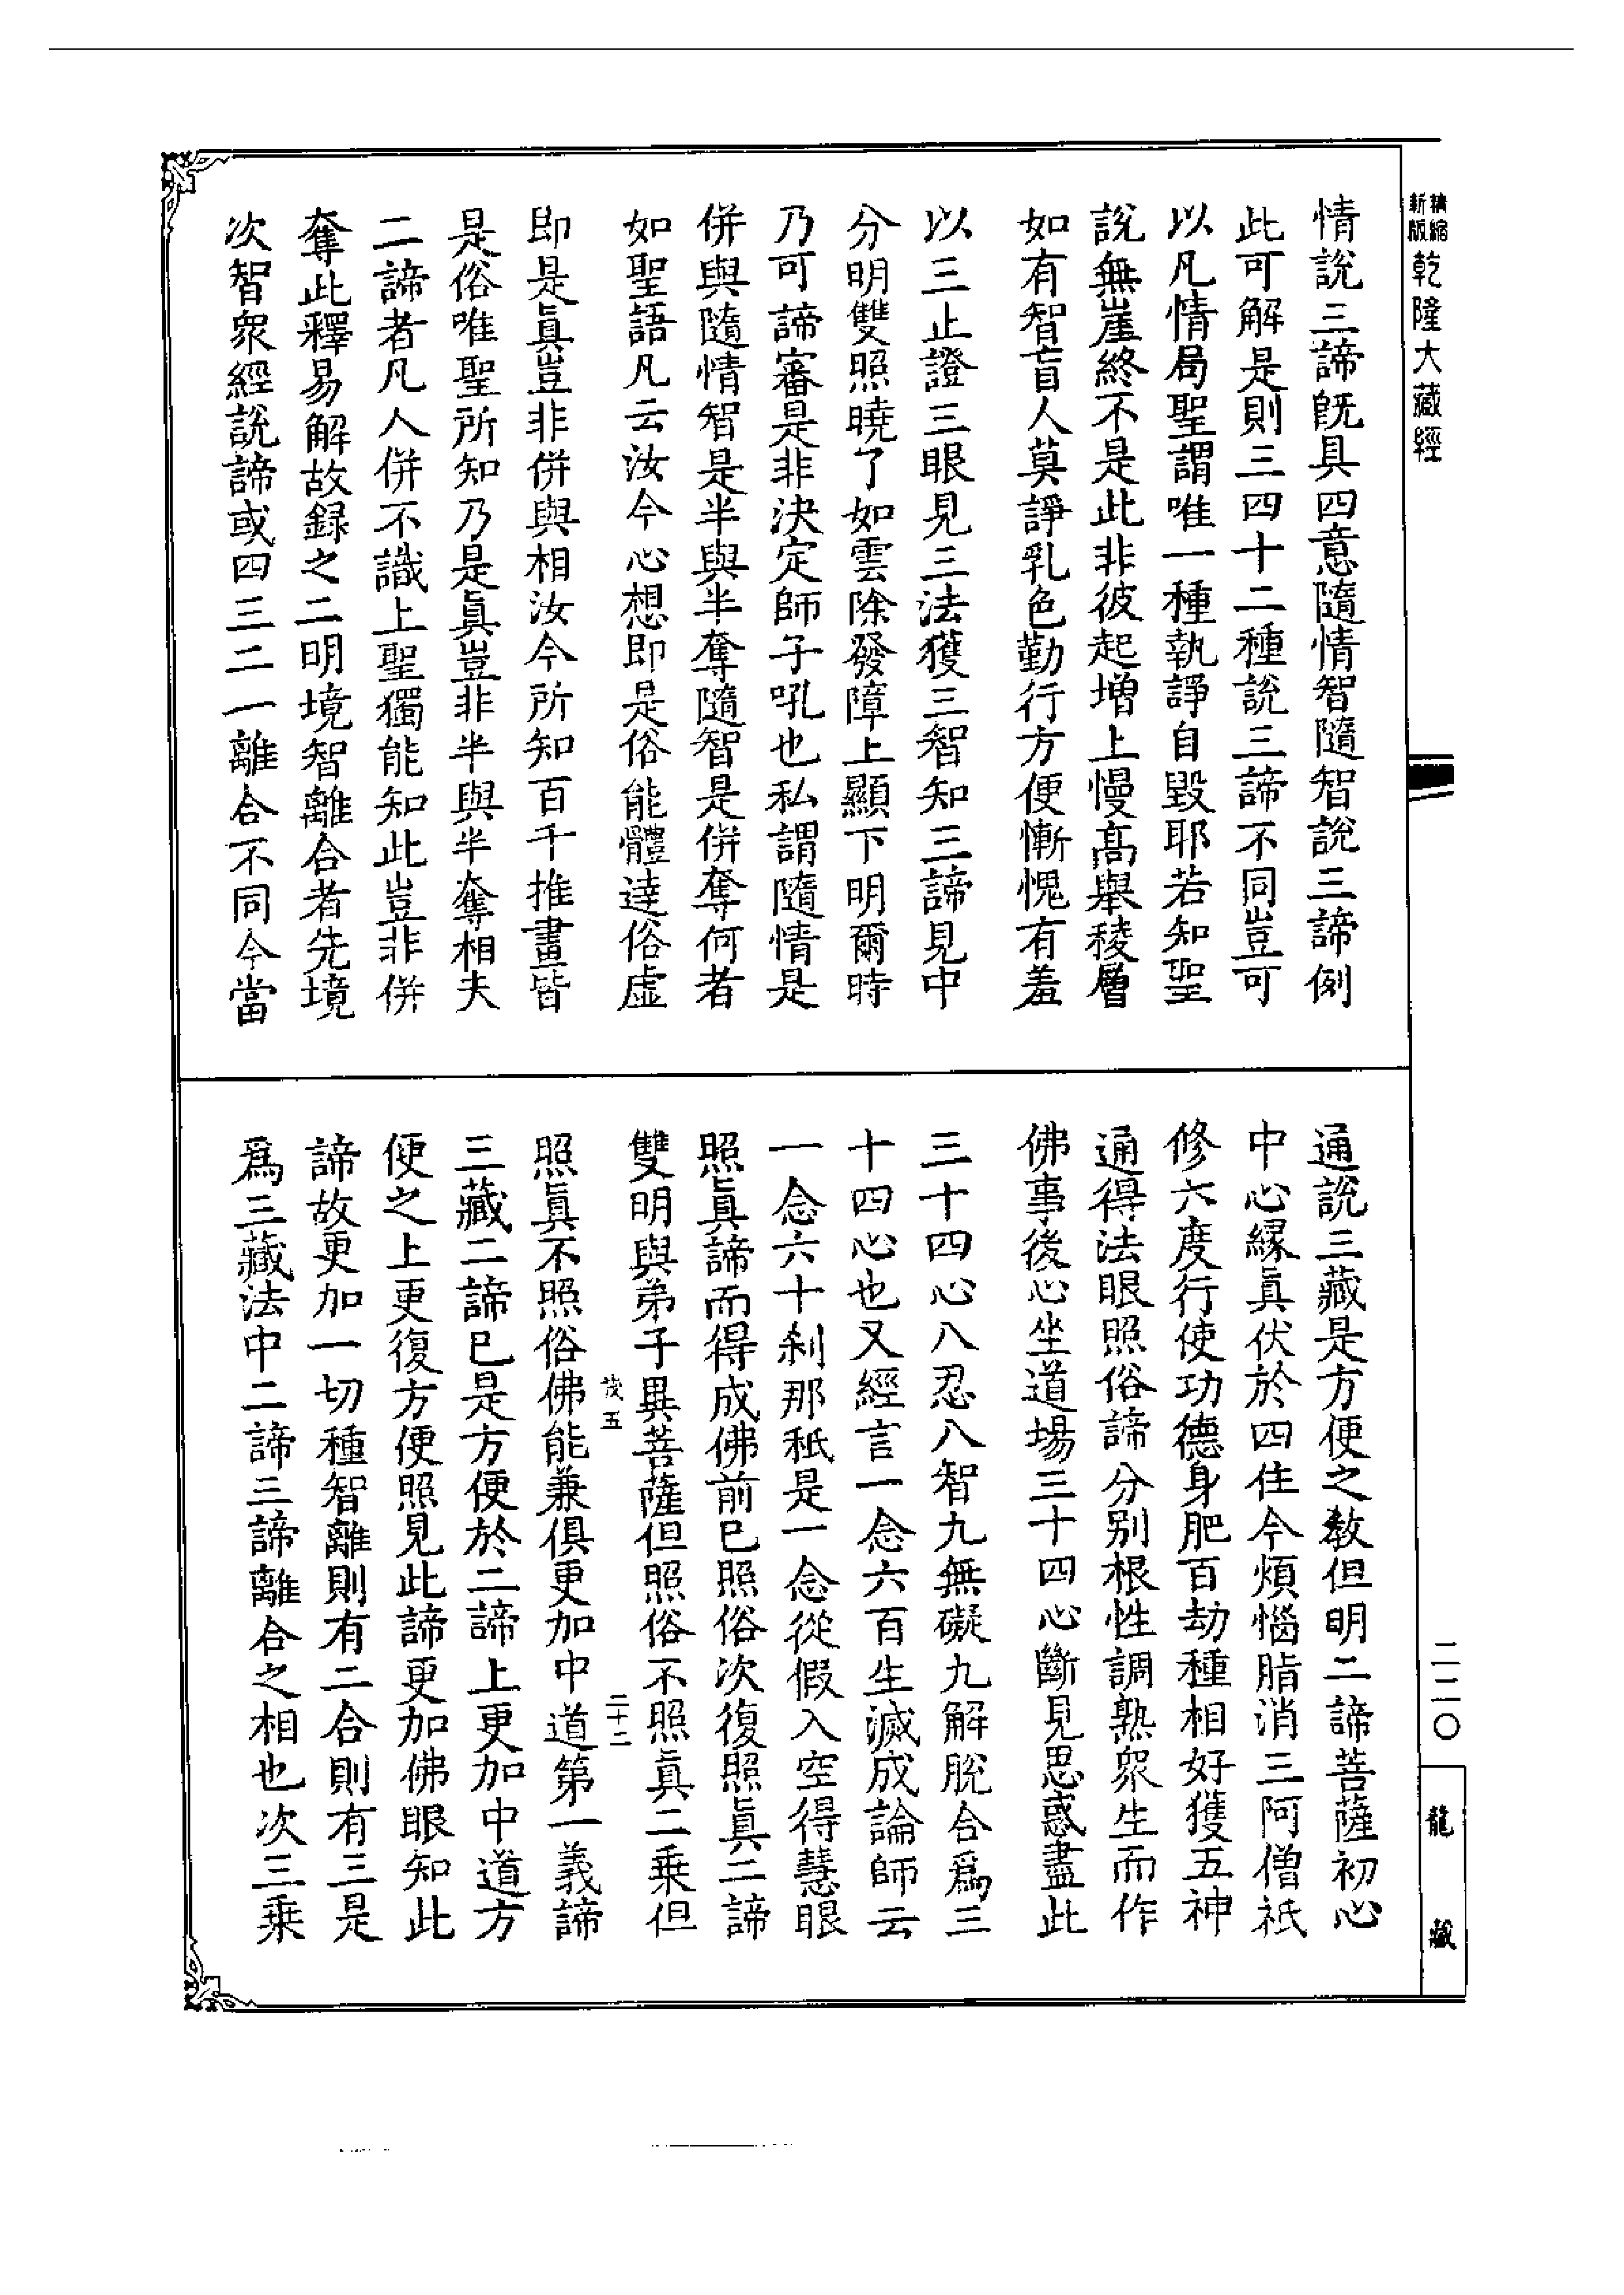 新版精縮乾隆大藏經
情說三諦旣具四意隨情智隨智說三諦例
此可解是則三四十二種說三諦不同豈可
以凡情局聖謂唯一種執諍自毀耶若知聖
說無崖終不是此非彼起增上慢髙舉稜層
如有智盲人莫諍乳色勤行方便慚愧有羞
以三止證三眼見三法獲三智知三諦見中
分明雙照曉了如雲除發障上顯下明爾時
乃可諦審是非決定師子吼也私謂隨情是
併與隨情智是半與半奪隨智是併奪何者
如聖語凡云汝今心想即是俗能體達俗虛
即是眞豈非併與相汝今所知百千推畫皆
是俗唯聖所知乃是眞豈非半與半奪相夫
二諦者凡人併不識上聖獨能知此豈非併
奪此釋易解故録之二明境智離合者先境
次智衆經說諦或四三二一離合不同今當
通說三藏是方便之教但明二諦菩薩初心
中心緣眞伏於四住令煩惱脂消三阿僧祇
修六度行使功德身肥百劫種相好獲五神
通得法眼照俗諦分別根性調熟衆生而作
佛事後心坐道場三十四心斷見思惑盡此
三十四心八忍八智九無礙九解脫合爲三
十四心也又經言一念六百生滅成論師云
一念六十刹那秖是一念從假入空得慧眼
照眞諦而得成佛前已照俗次復照眞二諦
雙明與弟子異菩薩但照俗不照眞二乘但
茂五 二十二
照眞不照俗佛能兼俱更加中道第一義諦
三藏二諦已是方便於二諦上更加中道方
便之上更復方便照見此諦更加佛眼知此
諦故更加一切種智離則有二合則有三是
爲三藏法中二諦三諦離合之相也次三乘
二二〇
龍藏